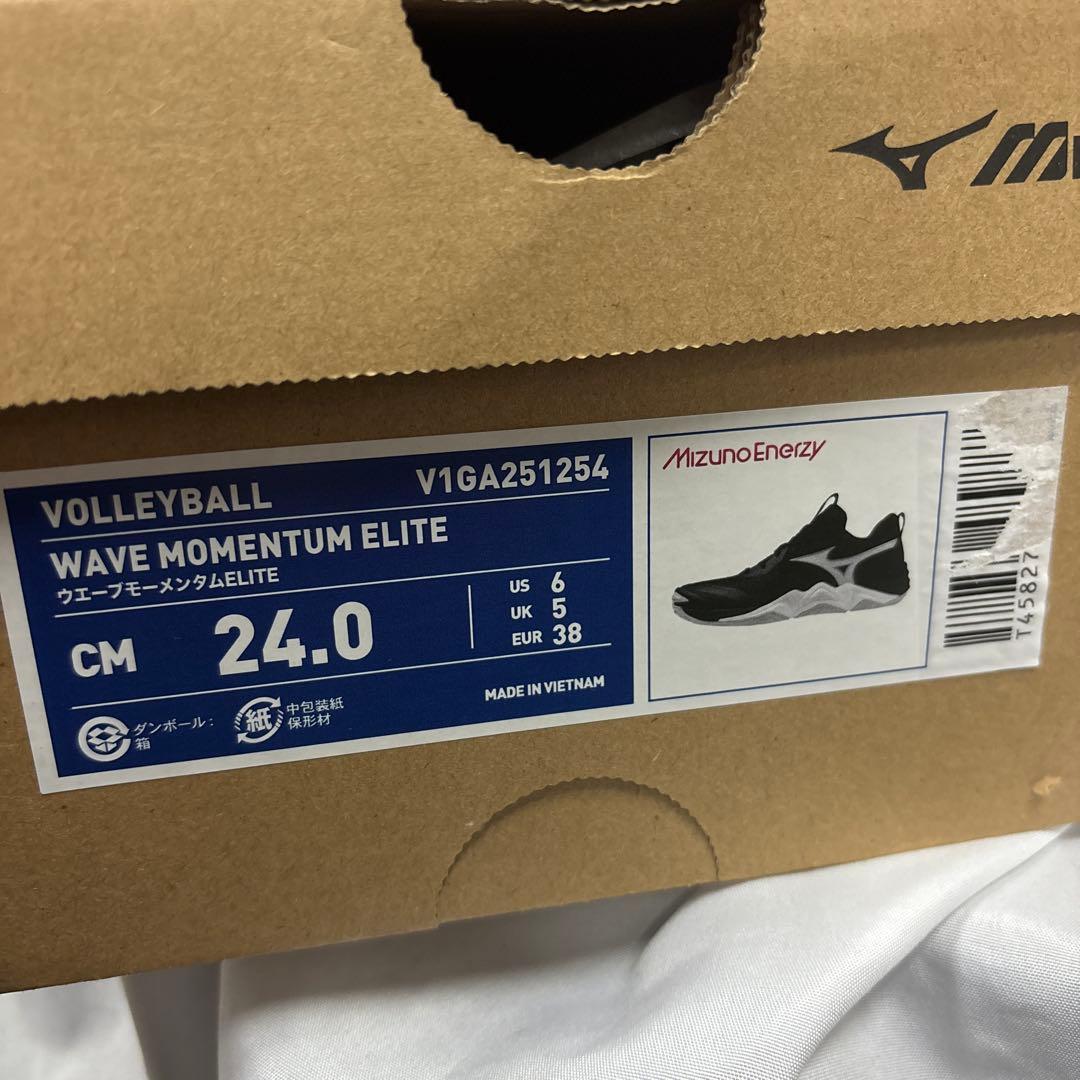 VOLLEYBALL V1GA251254
WAVE MOMENTUM ELITE
ウエーブモーメンタムELITE
CM 24.0
US 6
UK 5
EUR 38
MADE IN VIETNAM
ダンボール:
箱
紙
中包装紙
保形材
Mizuno Enerzy
T45827